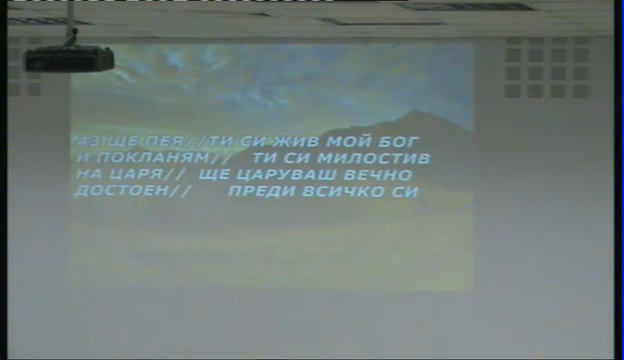 АЗ ЩЕ ПЕЯ//ТИ СИ ЖИВ МОЙ БОГ
И ПОКЛАНЯМ// ТИ СИ МИЛОСТИВ
НА ЦАРЯ// ЩЕ ЦАРУВАШ ВЕЧНО
ДОСТОЕН// ПРЕДИ ВСИЧКО СИ